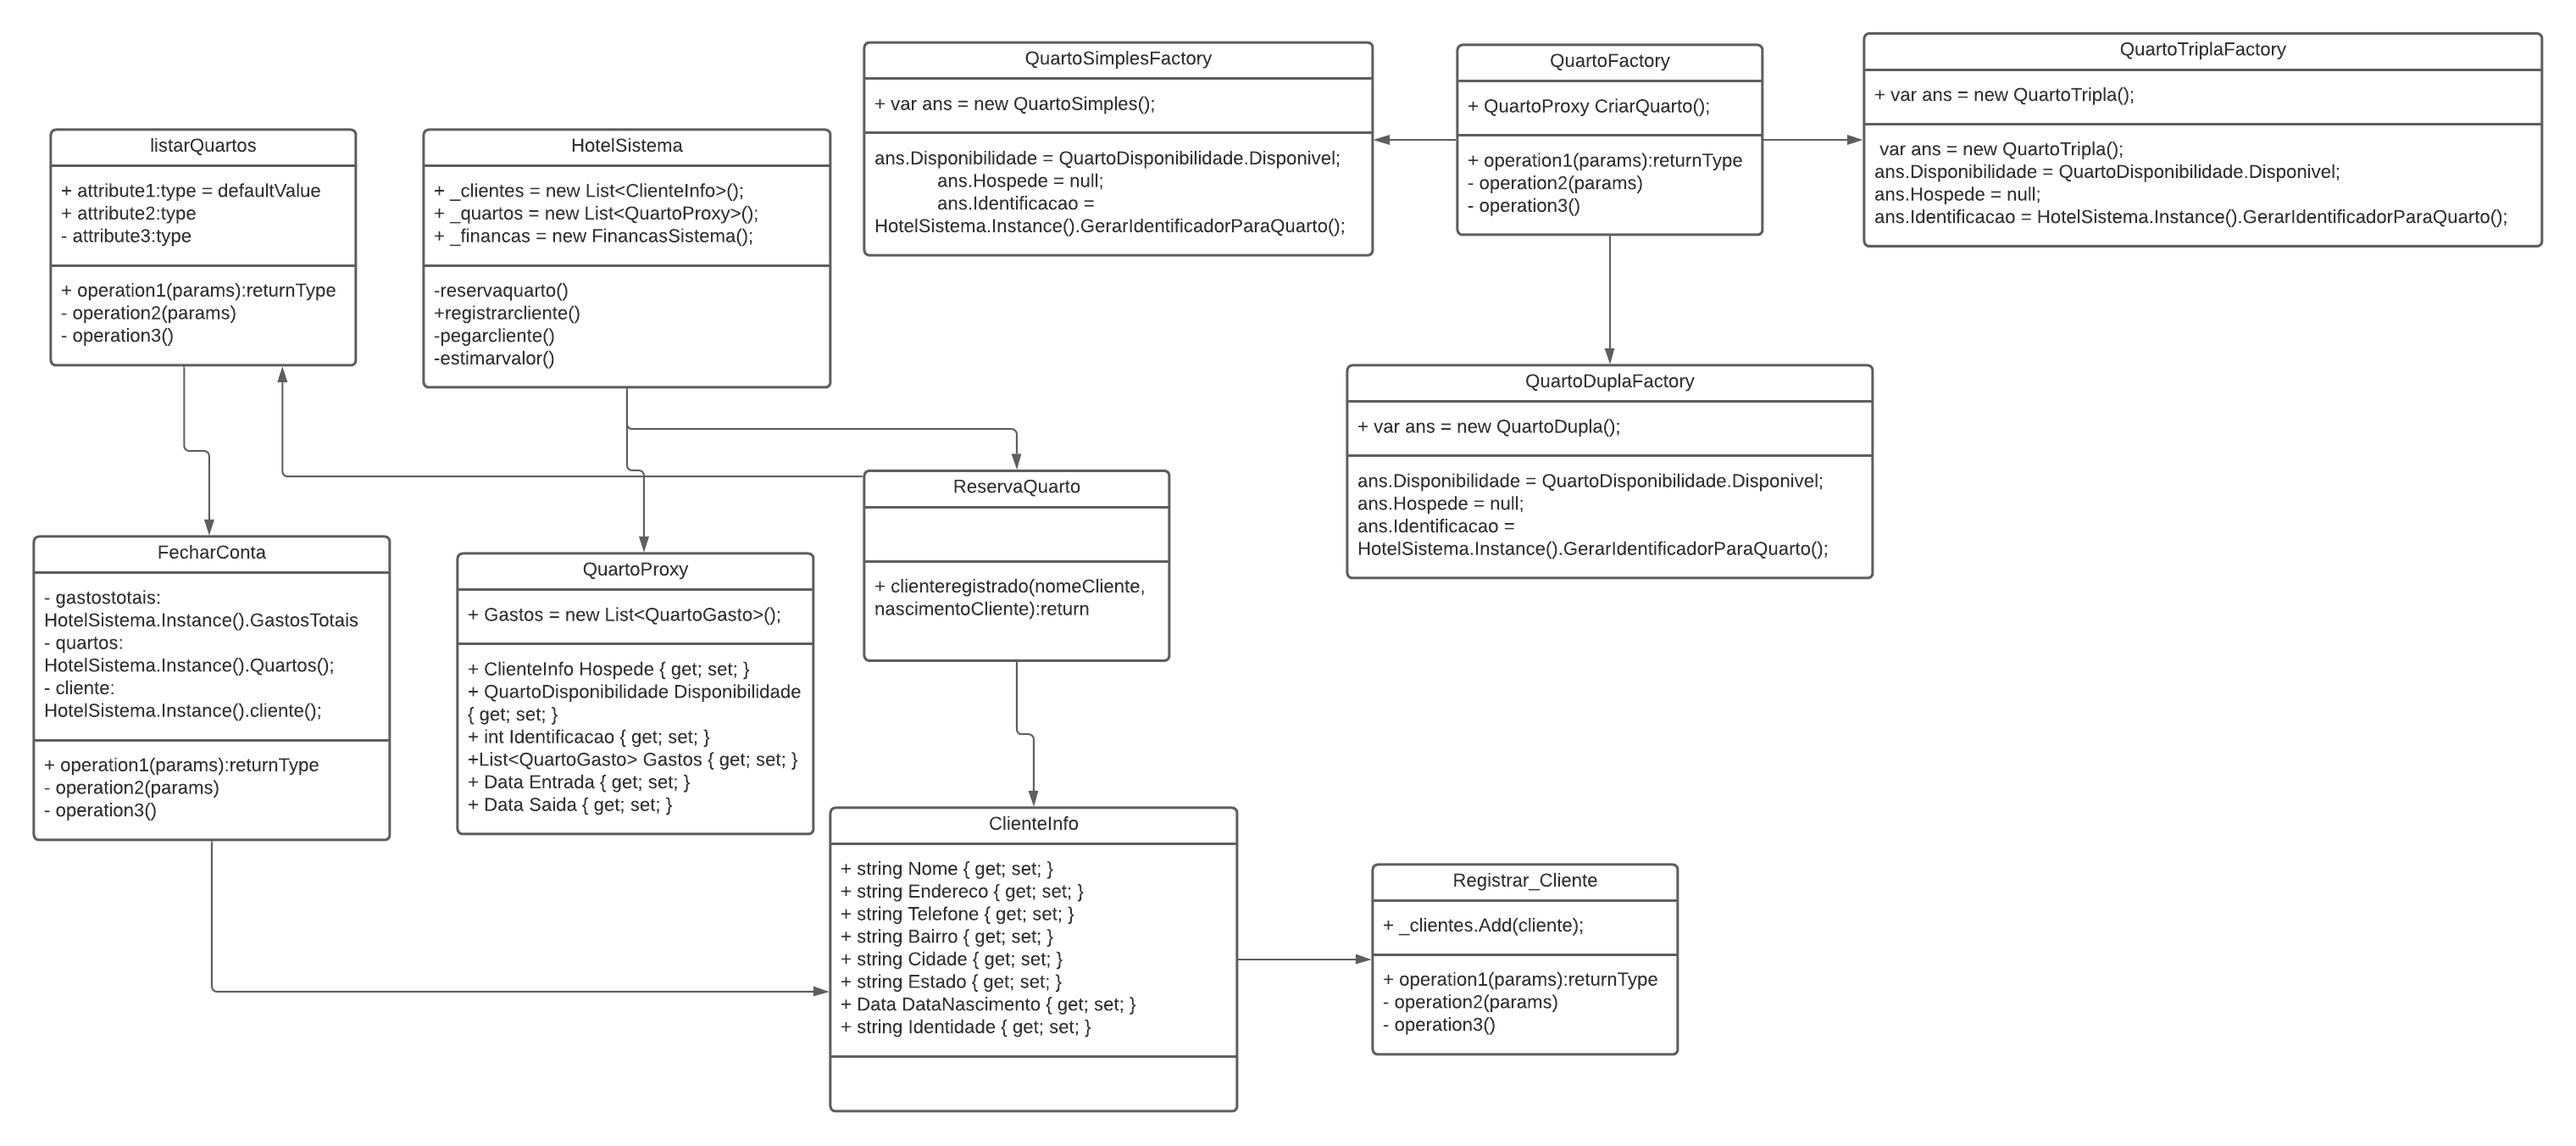 listarQuartos
+ attribute1:type = defaultValue
+ attribute2:type
- attribute3:type
+ operation1(params):returnType
- operation2(params)
- operation3()
HotelSistema
+ _clientes = new List<ClienteInfo>();
+ _quartos = new List<QuartoProxy>();
+ _financas = new FinancasSistema();
-reservaquarto()
+registrarcliente()
-pegarcliente()
-estimarvalor()
QuartoSimplesFactory
+ var ans = new QuartoSimples();
ans.Disponibilidade = QuartoDisponibilidade.Disponivel;
ans.Hospede = null;
ans.Identificacao =
HotelSistema.Instance().GerarIdentificadorParaQuarto();
QuartoFactory
+ QuartoProxy CriarQuarto();
+ operation1(params):returnType
- operation2(params)
- operation3()
QuartoTriplaFactory
+ var ans = new QuartoTripla();
var ans = new QuartoTripla();
ans.Disponibilidade = QuartoDisponibilidade.Disponivel;
ans.Hospede = null;
ans.Identificacao = HotelSistema.Instance().GerarIdentificadorParaQuarto();
QuartoDuplaFactory
+ var ans = new QuartoDupla();
ans.Disponibilidade = QuartoDisponibilidade.Disponivel;
ans.Hospede = null;
ans.Identificacao =
HotelSistema.Instance().GerarIdentificadorParaQuarto();
FecharConta
- gastostotais:
HotelSistema.Instance().GastosTotais
- quartos:
HotelSistema.Instance().Quartos();
- cliente:
HotelSistema.Instance().cliente();
+ operation1(params):returnType
- operation2(params)
- operation3()
QuartoProxy
+ Gastos = new List<QuartoGasto>();
+ ClienteInfo Hospede { get; set; }
+ QuartoDisponibilidade Disponibilidade
{ get; set; }
+ int Identificacao { get; set; }
+List<QuartoGasto> Gastos { get; set; }
+ Data Entrada { get; set; }
+ Data Saida { get; set; }
ReservaQuarto
+ clienteregistrado(nomeCliente,
nascimentoCliente):return
ClienteInfo
+ string Nome { get; set; }
+ string Endereco { get; set; }
+ string Telefone { get; set; }
+ string Bairro { get; set; }
+ string Cidade { get; set; }
+ string Estado { get; set; }
+ Data DataNascimento { get; set; }
+ string Identidade { get; set; }
Registrar_Cliente
+ _clientes.Add(cliente);
+ operation1(params):returnType
- operation2(params)
- operation3()